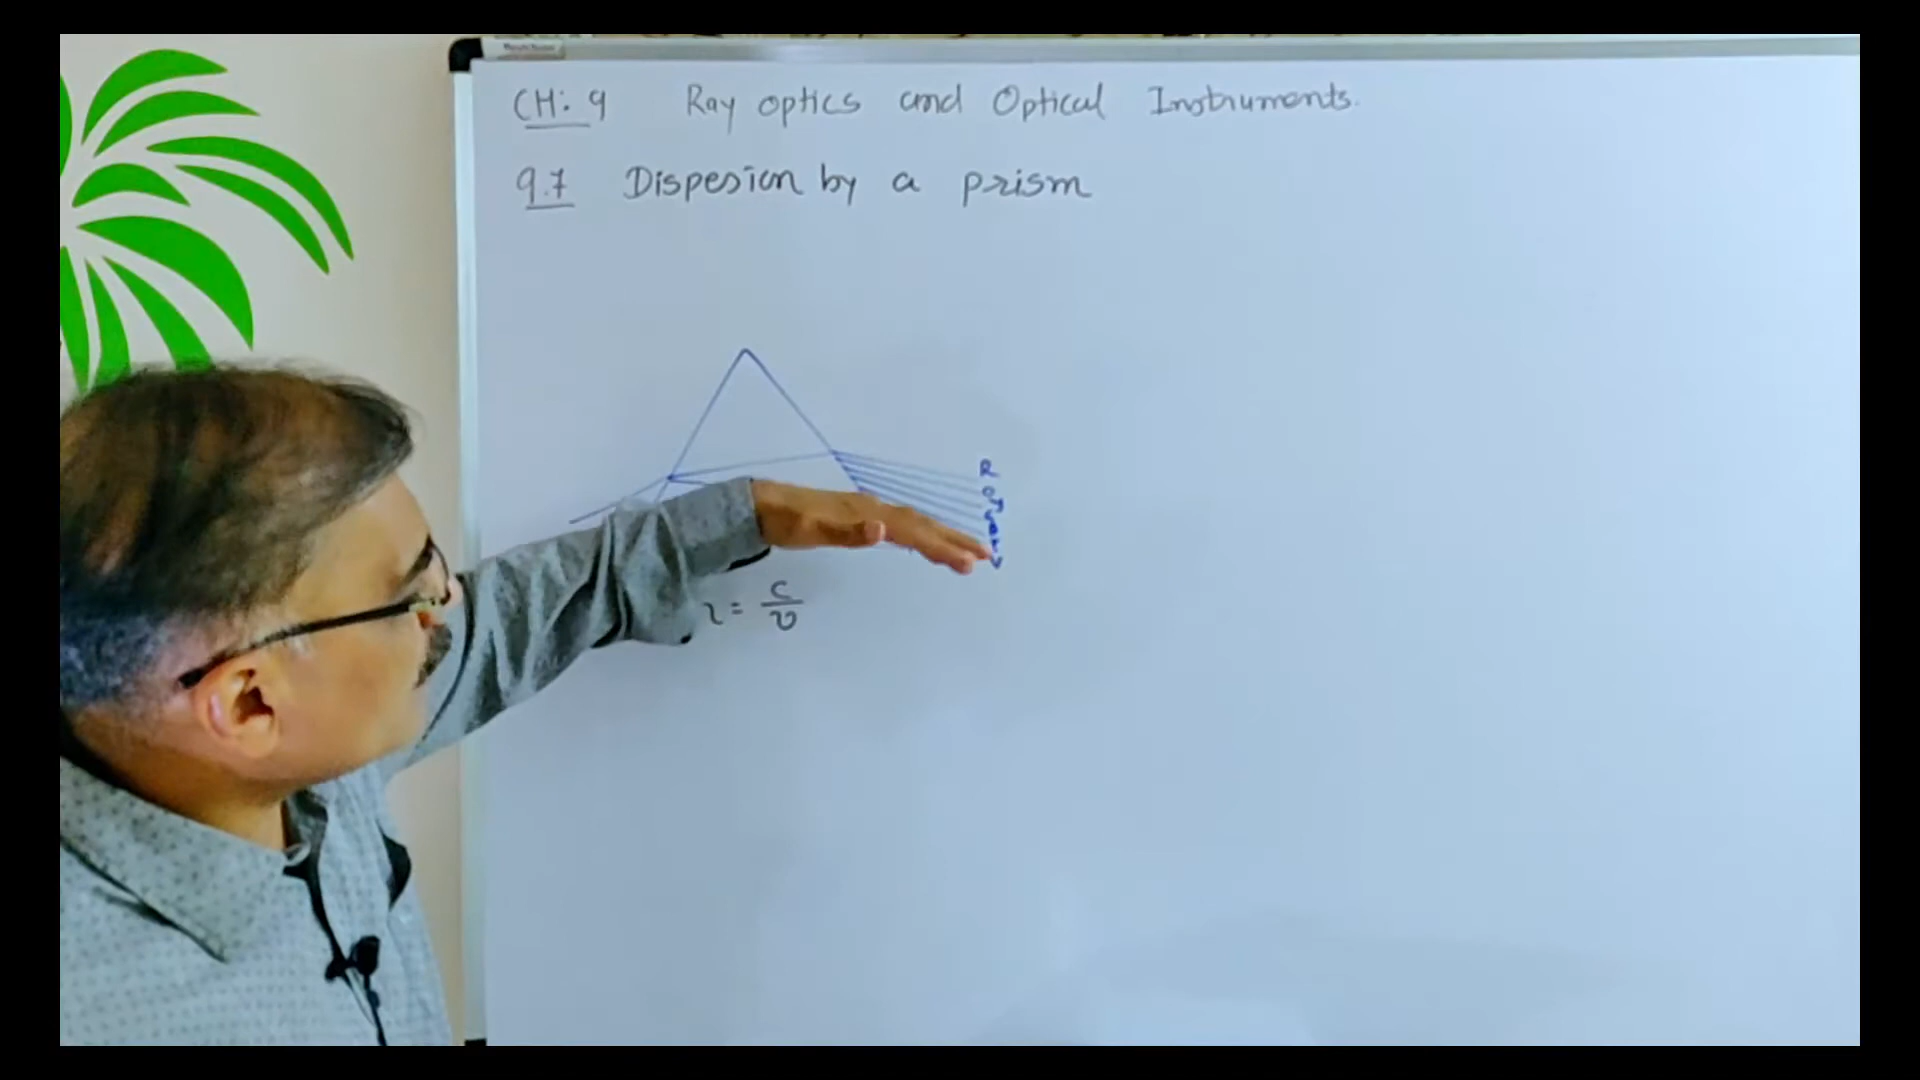 CH: 9 Ray optics and Optical Instruments.
9.7 Dispesion by a prism
R
O
y
G
B
I
V
= c/v